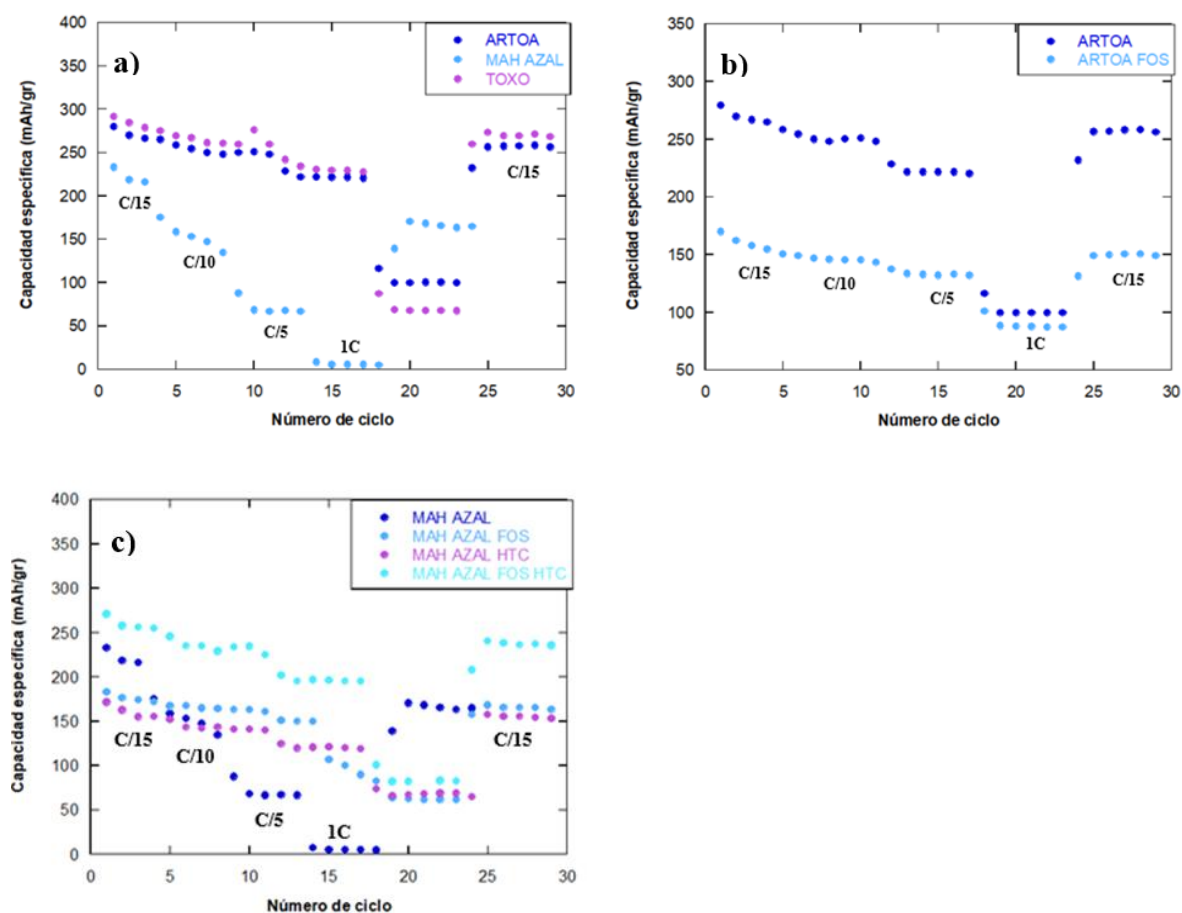 a)
ARTOA
MAH AZAL
TOXO
400
350
300
250
200
150
100
50
0
Capacidad específica (mAh/gr)
C/15
C/10
C/5
1C
C/15
0 5 10 15 20 25 30
Número de ciclo
b)
ARTOA
ARTOA FOS
350
300
250
200
150
100
50
Capacidad específica (mAh/gr)
C/15
C/10
C/5
1C
C/15
0 5 10 15 20 25 30
Número de ciclo
c)
MAH AZAL
MAH AZAL FOS
MAH AZAL HTC
MAH AZAL FOS HTC
400
350
300
250
200
150
100
50
0
Capacidad específica (mAh/gr)
C/15
C/10
C/5
1C
C/15
0 5 10 15 20 25 30
Número de ciclo